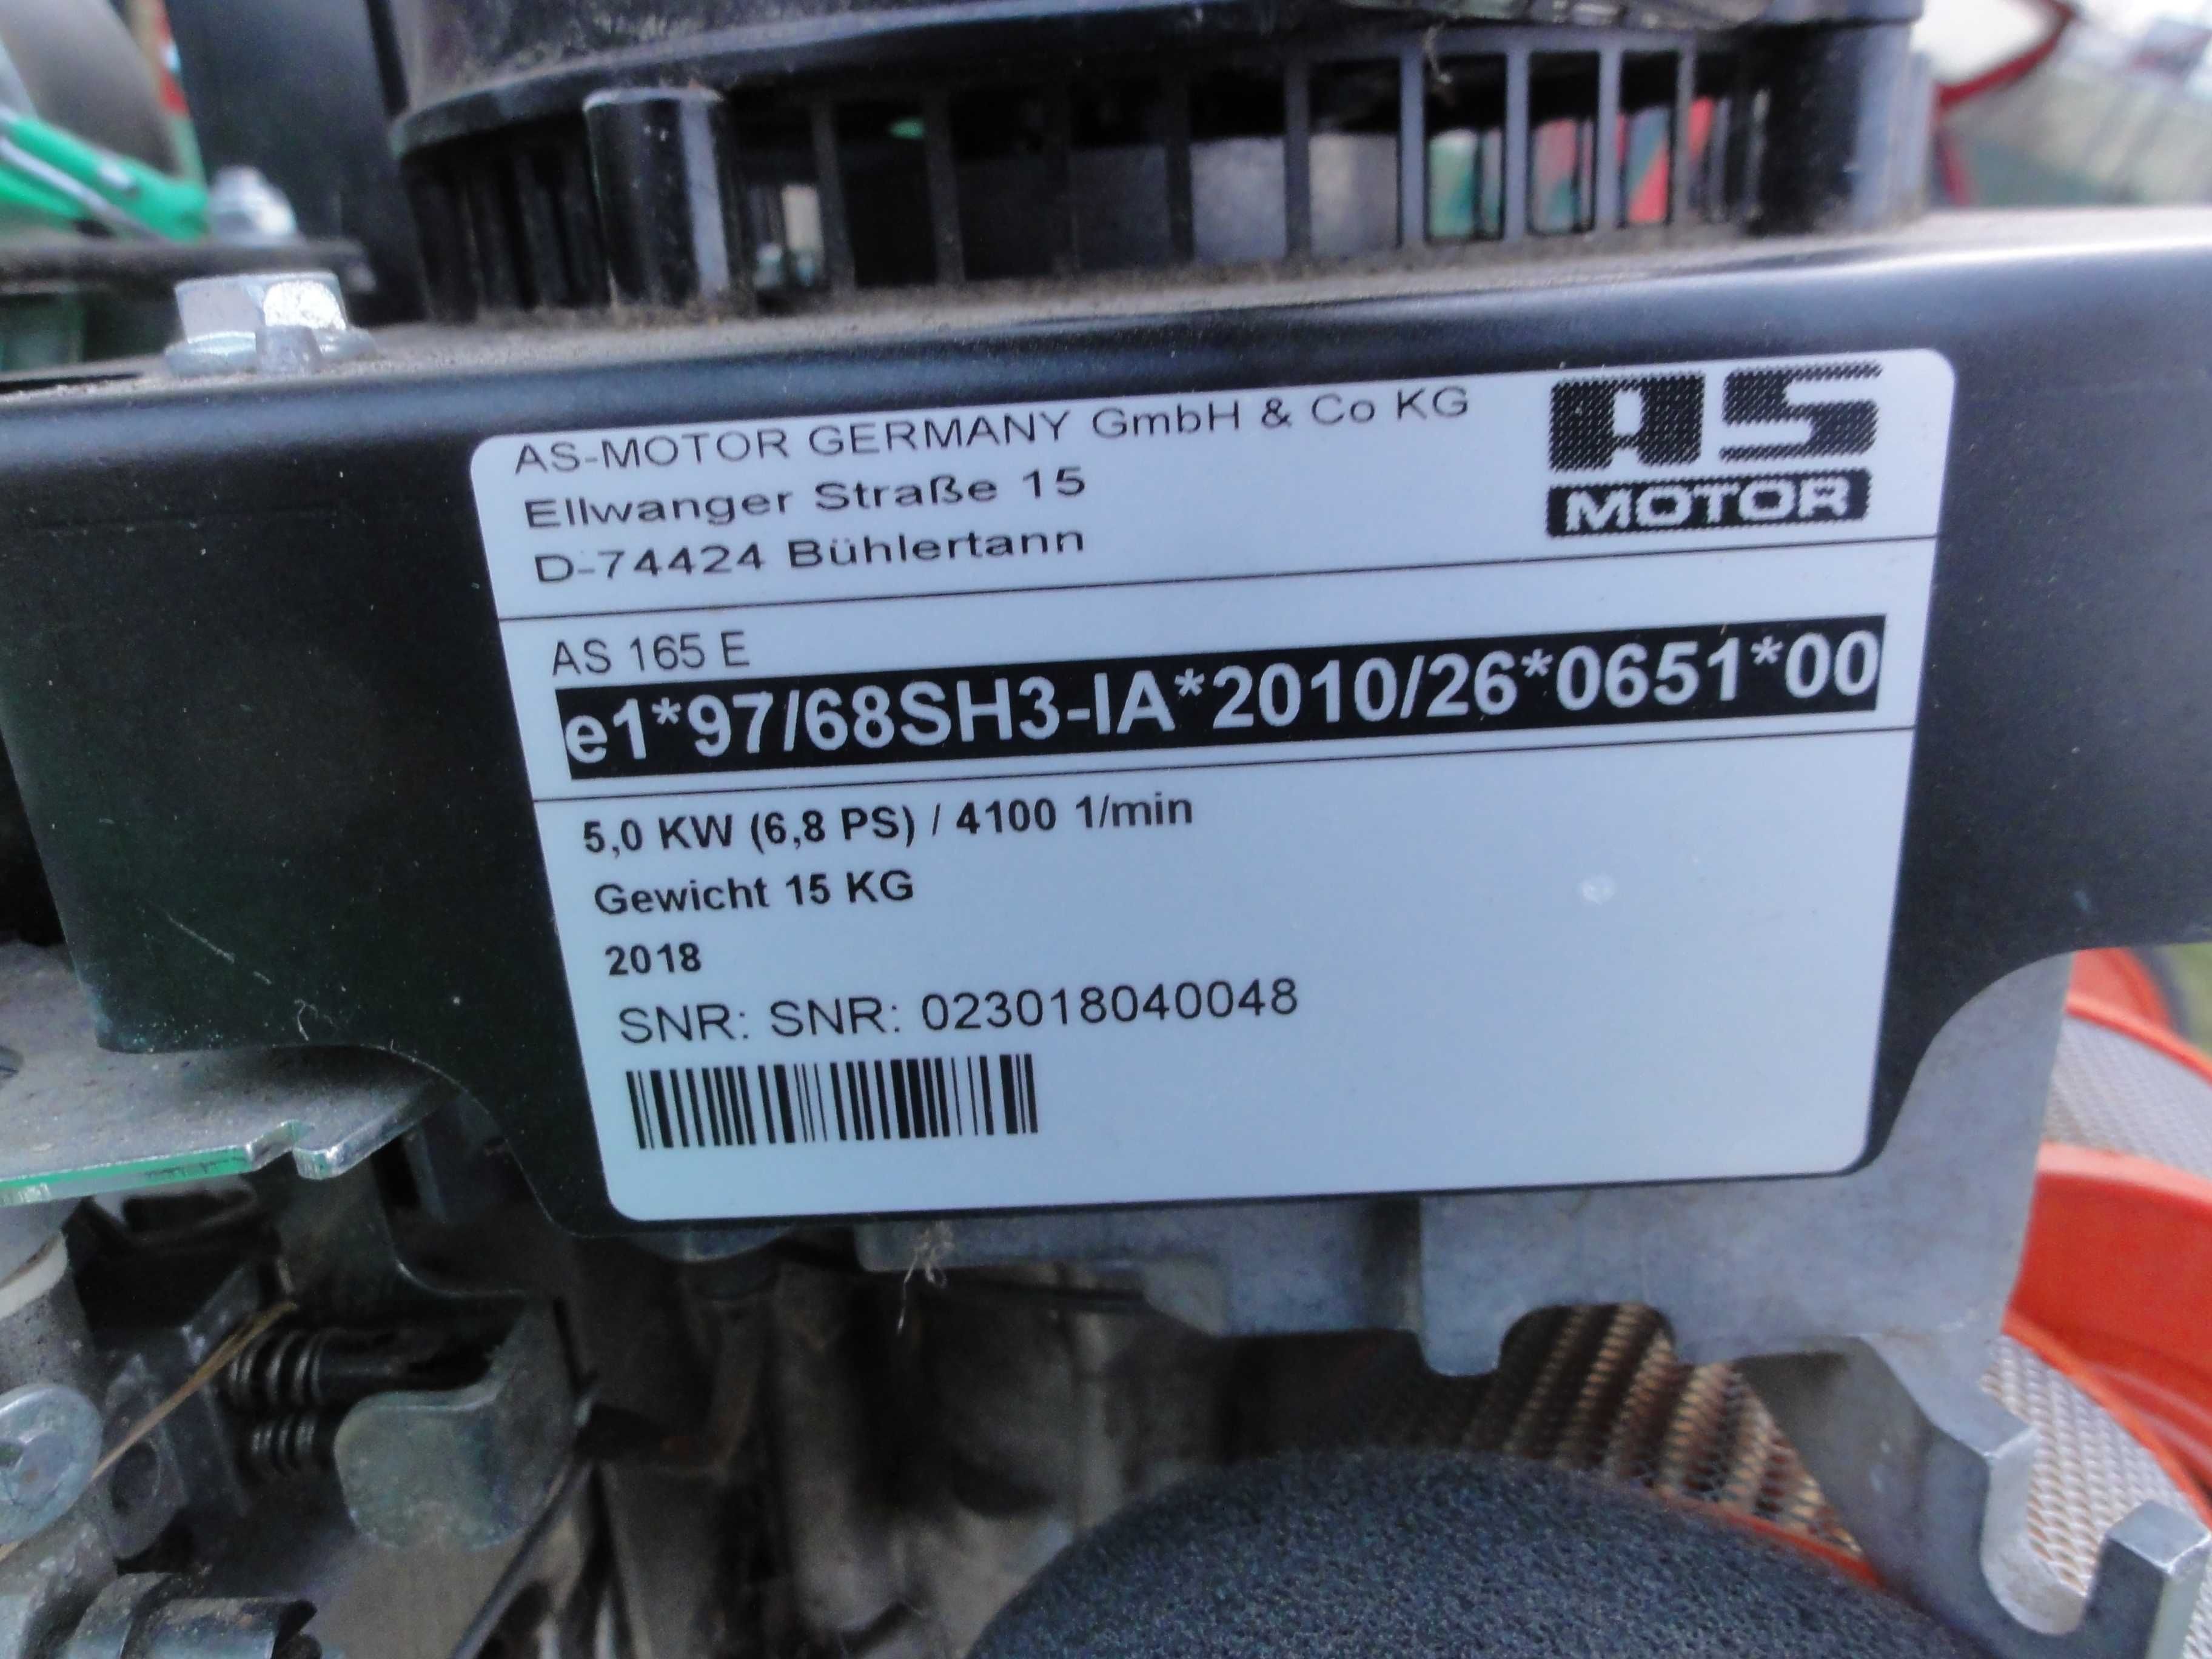 AS-MOTOR GERMANY GmbH & Co KG
Ellwanger Straße 15
D-74424 Bühlertann
AS
MOTOR
AS 165 E
e1*97/68SH3-IA*2010/26*0651*00
5,0 KW (6,8 PS) / 4100 1/min
Gewicht 15 KG
2018
SNR: SNR: 023018040048